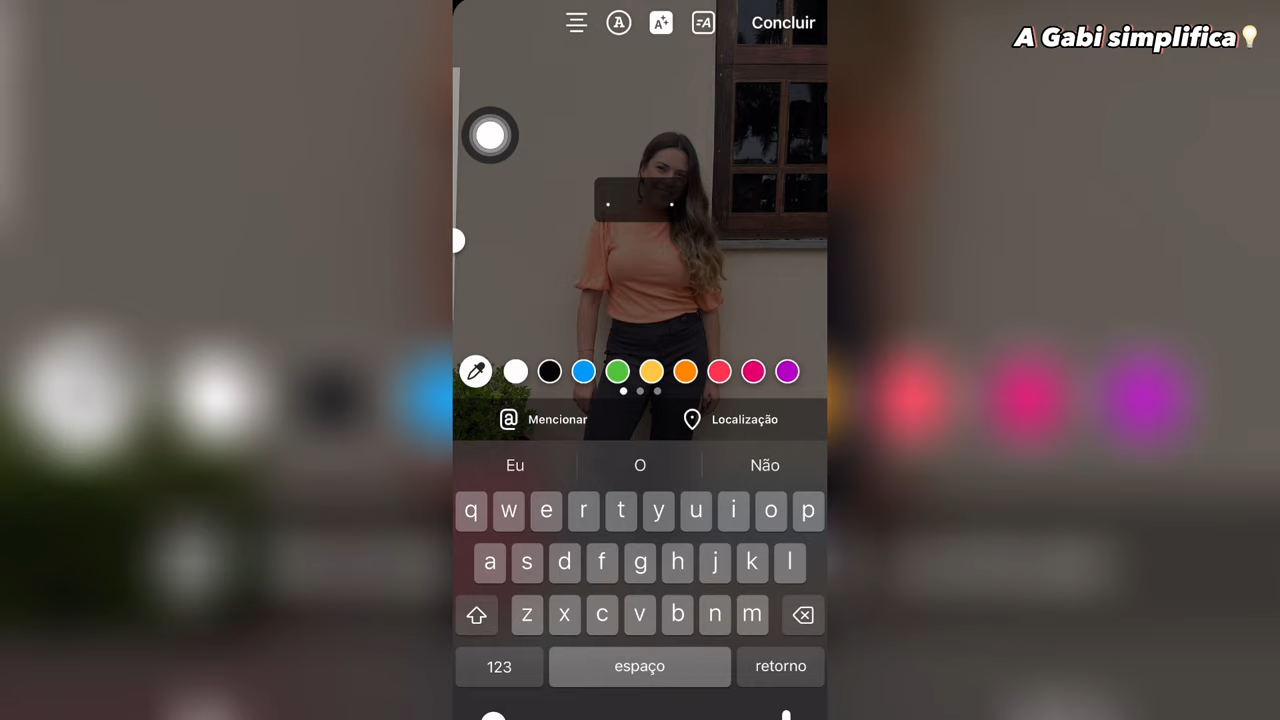 Concluir
A Gabi simplifica
. .
Mencionar Localização
Eu O Não
q w e r t y u i o p
a s d f g h j k l
z x c v b n m
123 espaço retorno